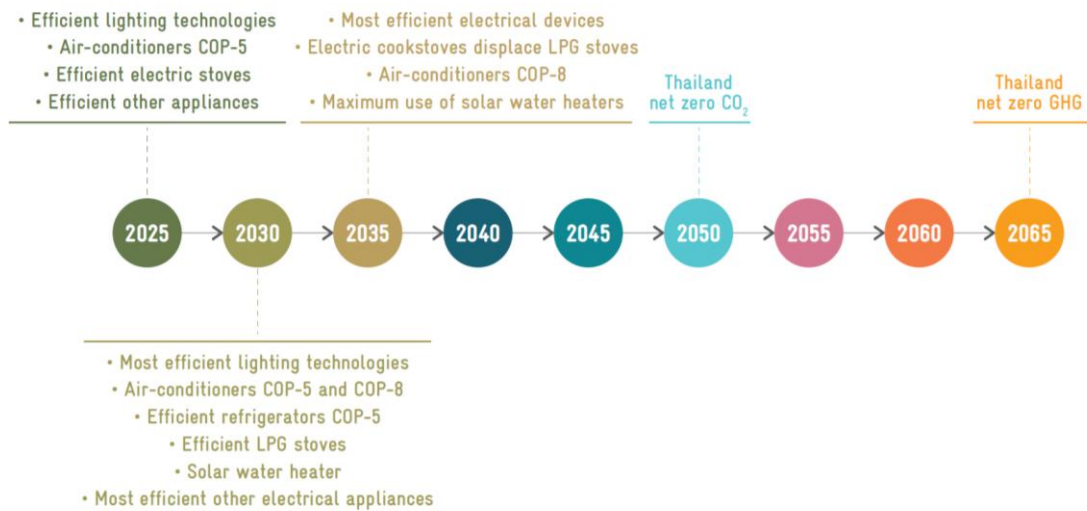 • Efficient lighting technologies
• Air-conditioners COP-5
• Efficient electric stoves
• Efficient other appliances
• Most efficient electrical devices
• Electric cookstoves displace LPG stoves
• Air-conditioners COP-8
• Maximum use of solar water heaters
Thailand
net zero CO₂
Thailand
net zero GHG
2025
2030
2035
2040
2045
2050
2055
2060
2065
• Most efficient lighting technologies
• Air-conditioners COP-5 and COP-8
• Efficient refrigerators COP-5
• Efficient LPG stoves
• Solar water heater
• Most efficient other electrical appliances